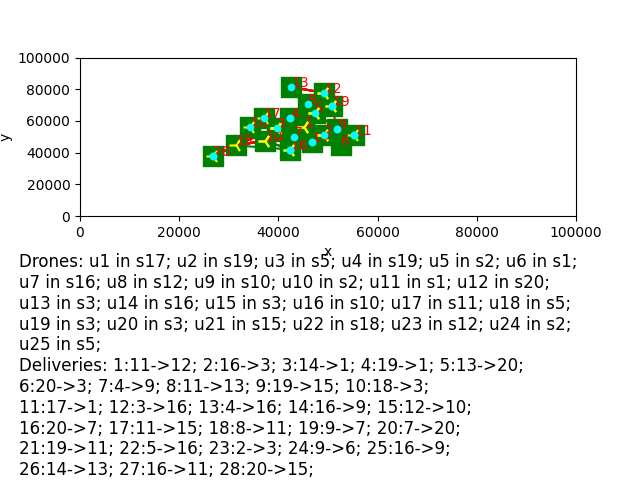 100000
80000
60000
40000
20000
0
y
0 20000 40000 60000 80000 100000
x
Drones: u1 in s17; u2 in s19; u3 in s5; u4 in s19; u5 in s2; u6 in s1;
u7 in s16; u8 in s12; u9 in s10; u10 in s2; u11 in s1; u12 in s20;
u13 in s3; u14 in s16; u15 in s3; u16 in s10; u17 in s11; u18 in s5;
u19 in s3; u20 in s3; u21 in s15; u22 in s18; u23 in s12; u24 in s2;
u25 in s5;
Deliveries: 1:11->12; 2:16->3; 3:14->1; 4:19->1; 5:13->20;
6:20->3; 7:4->9; 8:11->13; 9:19->15; 10:18->3;
11:17->1; 12:3->16; 13:4->16; 14:16->9; 15:12->10;
16:20->7; 17:11->15; 18:8->11; 19:9->7; 20:7->20;
21:19->11; 22:5->16; 23:2->3; 24:9->6; 25:16->9;
26:14->13; 27:16->11; 28:20->15;